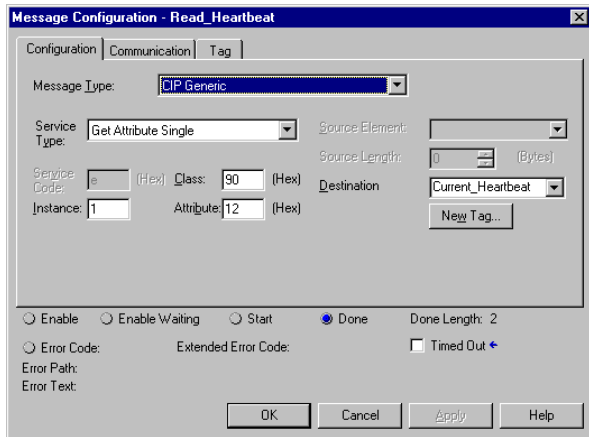 Message Configuration - Read_Heartbeat
Configuration Communication Tag
Message Type: CIP Generic
Service Type: Get Attribute Single
Source Element:
Source Length: 0 (Bytes)
Service Code: e (Hex) Class: 90 (Hex)
Destination Current_Heartbeat
Instance: 1 Attribute: 12 (Hex)
New Tag...
Enable Enable Waiting Start Done Done Length: 2
Error Code: Extended Error Code: Timed Out
Error Path:
Error Text:
OK Cancel Apply Help